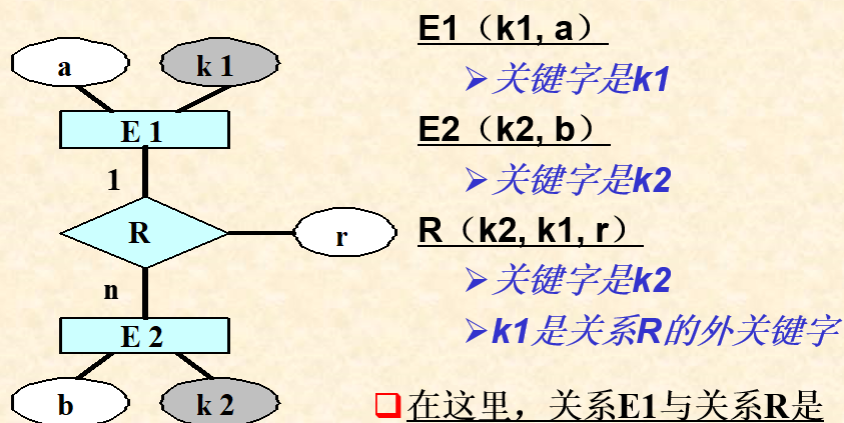 a
k 1
E 1
1
R
r
n
E 2
b
k 2
E1（k1, a）
➢关键字是k1
E2（k2, b）
➢关键字是k2
R（k2, k1, r）
➢关键字是k2
➢k1是关系R的外关键字
❑在这里，关系E1与关系R是